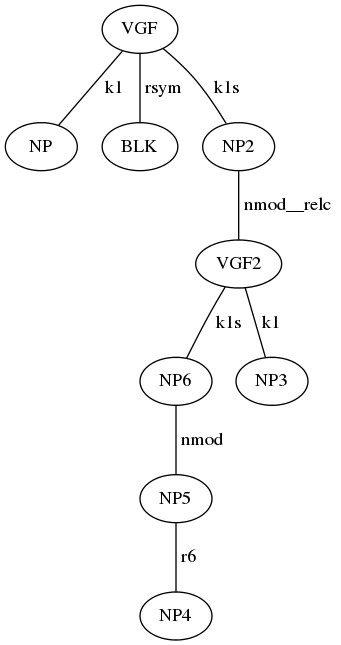 VGF
k1 rsym k1s
NP BLK NP2
nmod__relc
VGF2
k1s k1
NP6 NP3
nmod
NP5
r6
NP4